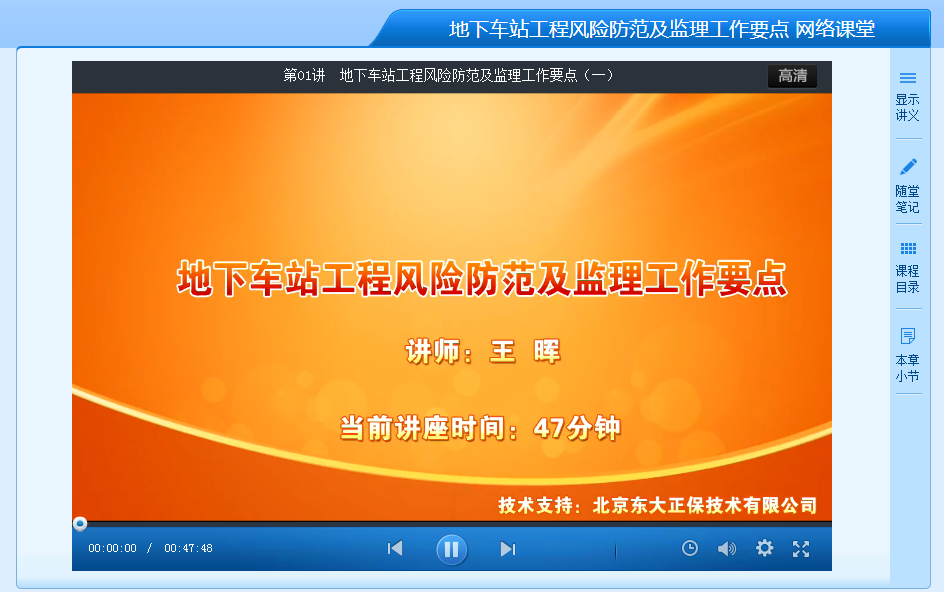 地下车站工程风险防范及监理工作要点 网络课堂
第01讲 地下车站工程风险防范及监理工作要点（一）
高清
地下车站工程风险防范及监理工作要点
讲师：王 晖
当前讲座时间：47分钟
技术支持：北京东大正保技术有限公司
00:00:00 / 00:47:48
显示
讲义
随堂
笔记
课程
目录
本章
小节